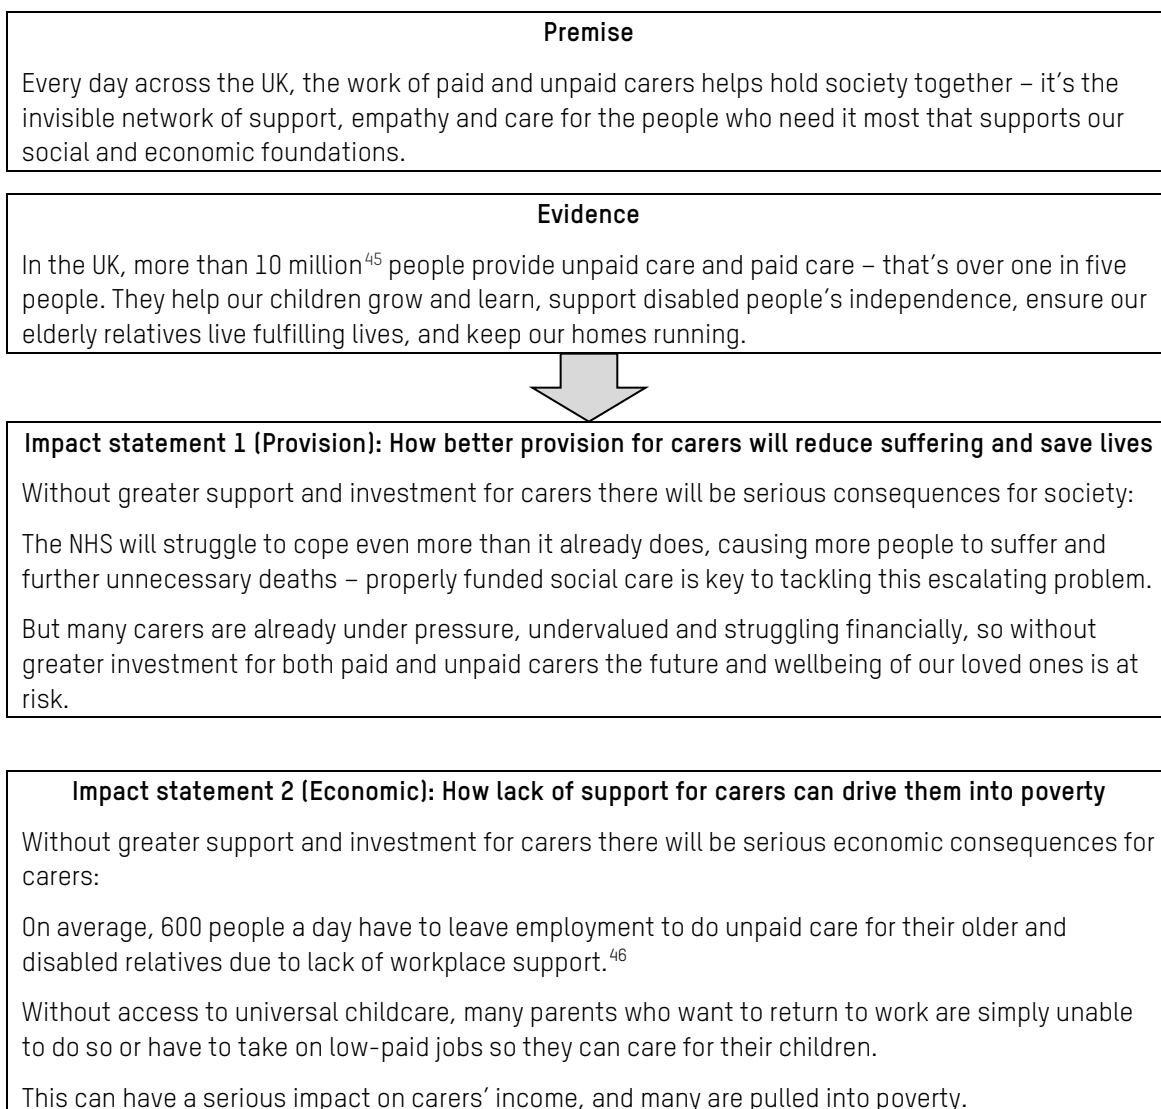 Premise
Every day across the UK, the work of paid and unpaid carers helps hold society together – it's the
invisible network of support, empathy and care for the people who need it most that supports our
social and economic foundations.
Evidence
In the UK, more than 10 million45 people provide unpaid care and paid care – that's over one in five
people. They help our children grow and learn, support disabled people's independence, ensure our
elderly relatives live fulfilling lives, and keep our homes running.
Impact statement 1 (Provision): How better provision for carers will reduce suffering and save lives
Without greater support and investment for carers there will be serious consequences for society:
The NHS will struggle to cope even more than it already does, causing more people to suffer and
further unnecessary deaths – properly funded social care is key to tackling this escalating problem.
But many carers are already under pressure, undervalued and struggling financially, so without
greater investment for both paid and unpaid carers the future and wellbeing of our loved ones is at
risk.
Impact statement 2 (Economic): How lack of support for carers can drive them into poverty
Without greater support and investment for carers there will be serious economic consequences for
carers:
On average, 600 people a day have to leave employment to do unpaid care for their older and
disabled relatives due to lack of workplace support.46
Without access to universal childcare, many parents who want to return to work are simply unable
to do so or have to take on low-paid jobs so they can care for their children.
This can have a serious impact on carers' income, and many are pulled into poverty.